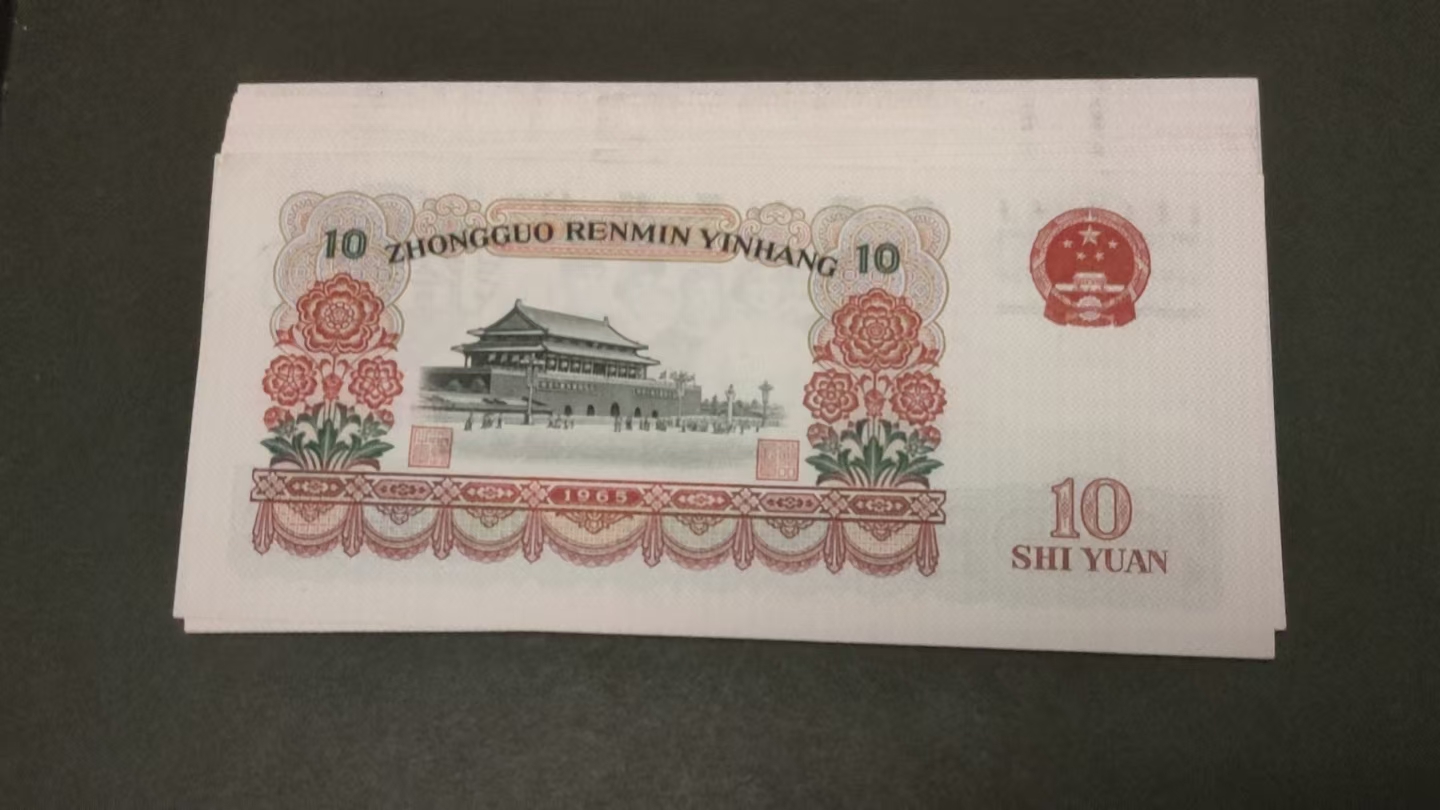 10 ZHONGGUO RENMIN YINHANG 10
1965
10
SHI YUAN